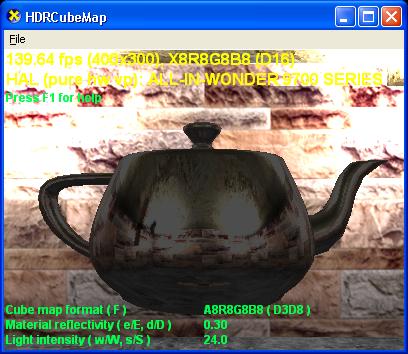 HDRCubeMap
File
139.64 fps (400x300), X8R8G8B8 (D16)
HAL (pure hw vp): ALL-IN-WONDER 9700 SERIES
Press F1 for help
Cube map format ( F ) A8R8G8B8 ( D3D8 )
Material reflectivity ( e/E, d/D ) 0.30
Light intensity ( w/W, s/S ) 24.0